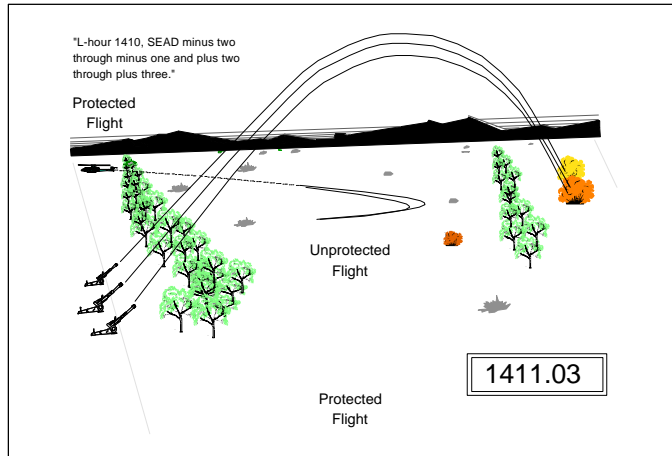 "L-hour 1410, SEAD minus two
through minus one and plus two
through plus three."
Protected
Flight
Unprotected
Flight
1411.03
Protected
Flight